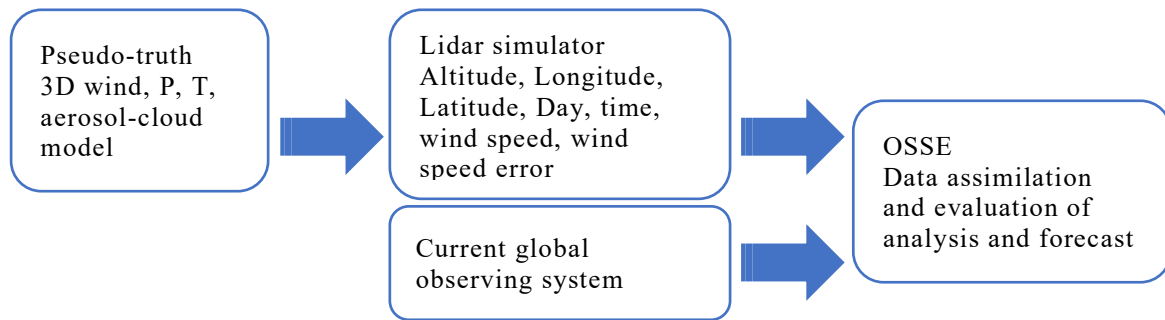 Pseudo-truth
3D wind, P, T,
aerosol-cloud
model
Lidar simulator
Altitude, Longitude,
Latitude, Day, time,
wind speed, wind
speed error
Current global
observing system
OSSE
Data assimilation
and evaluation of
analysis and forecast